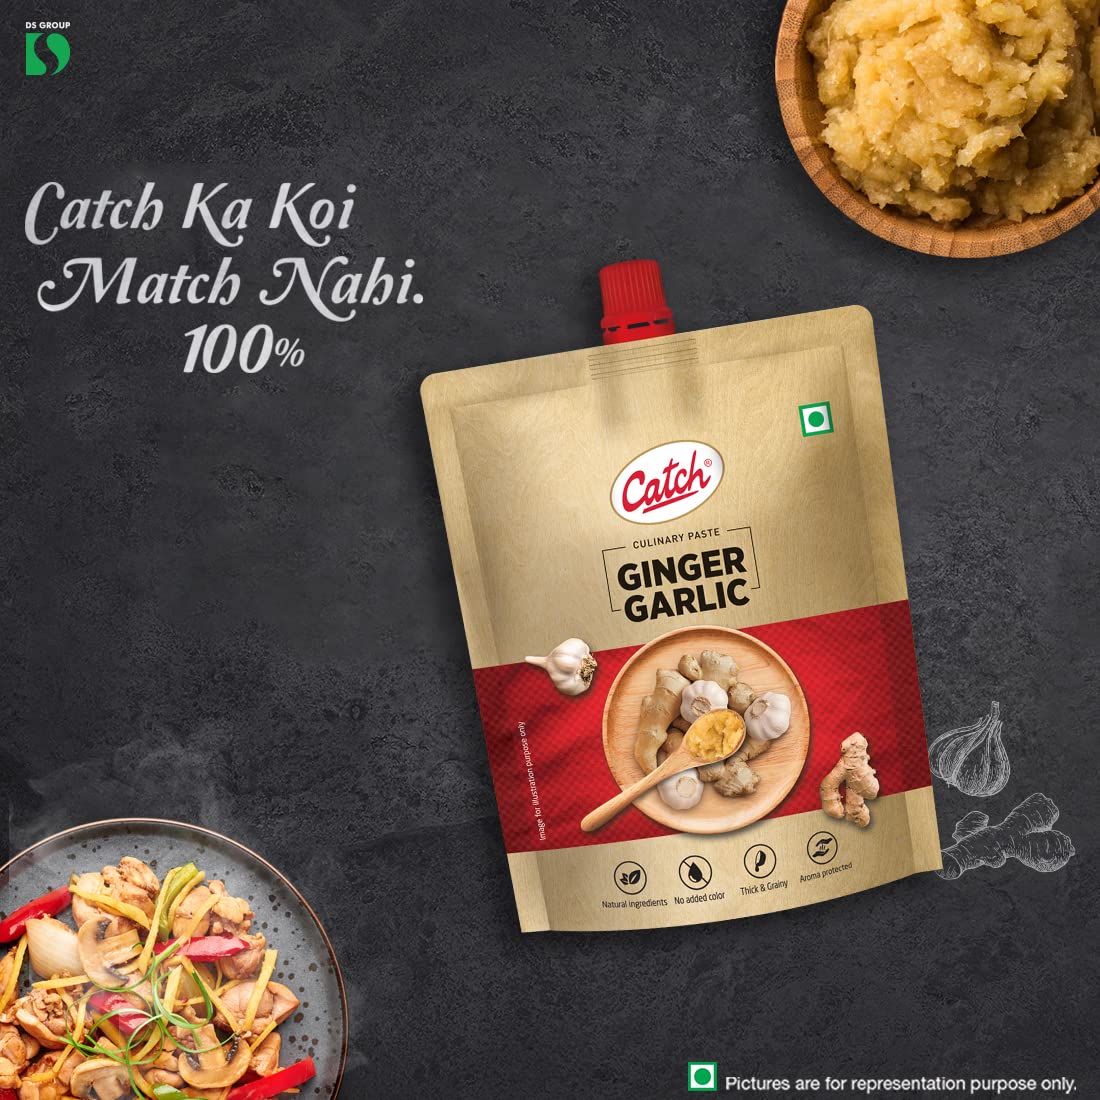 DS GROUP
Catch Ka Koi
Match Nahi.
100%
Catch®
CULINARY PASTE
GINGER
GARLIC
Image for illustration purpose only
Natural ingredients
No added color
Thick & Grainy
Aroma protected
Pictures are for representation purpose only.